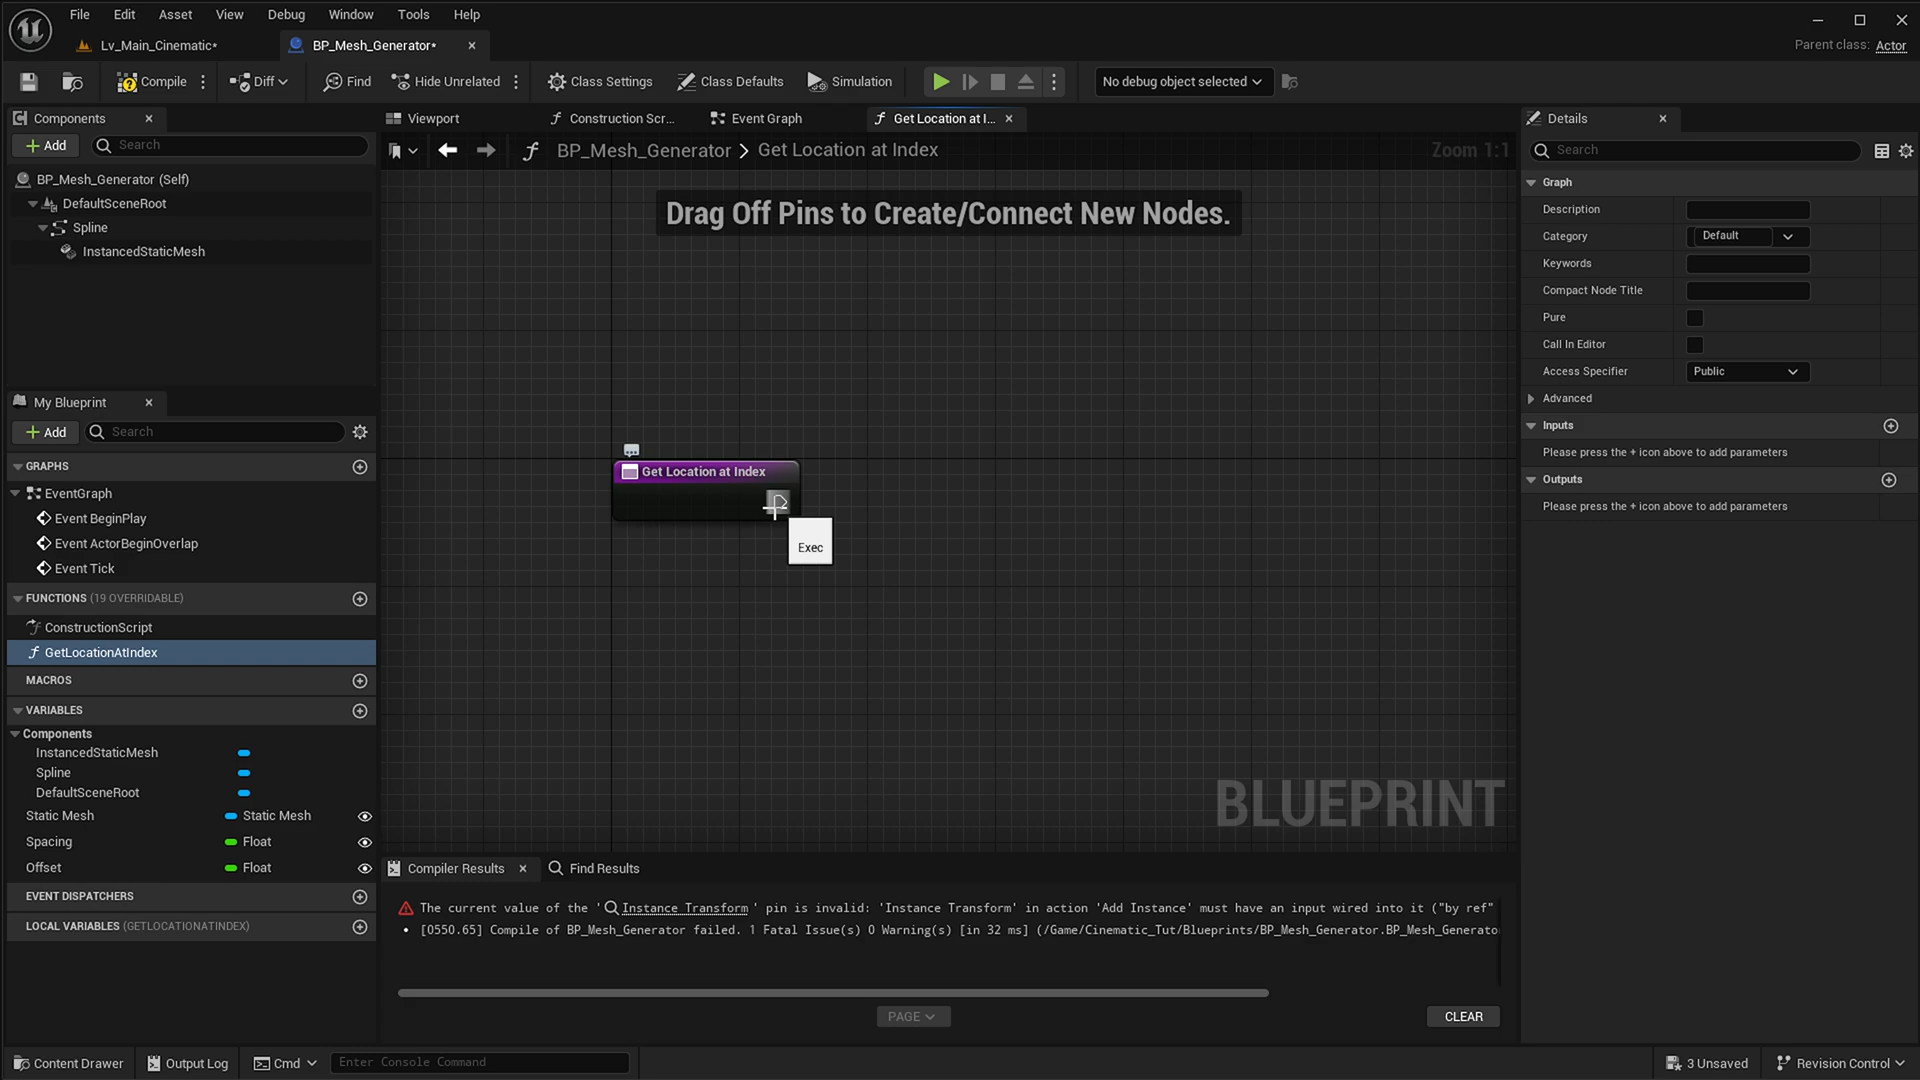 File Edit Asset View Debug Window Tools Help
Lv_Main_Cinematic*
BP_Mesh_Generator*
Parent class: Actor
Compile
Diff
Find
Hide Unrelated
Class Settings
Class Defaults
Simulation
No debug object selected
Components
Add
Search
BP_Mesh_Generator (Self)
DefaultSceneRoot
Spline
InstancedStaticMesh
My Blueprint
Add
Search
GRAPHS
EventGraph
Event BeginPlay
Event ActorBeginOverlap
Event Tick
FUNCTIONS (19 OVERRIDABLE)
ConstructionScript
GetLocationAtIndex
MACROS
VARIABLES
Components
InstancedStaticMesh
Spline
DefaultSceneRoot
Static Mesh Static Mesh
Spacing Float
Offset Float
EVENT DISPATCHERS
LOCAL VARIABLES (GETLOCATIONATINDEX)
Viewport
Construction Scr...
Event Graph
Get Location at I...
BP_Mesh_Generator > Get Location at Index
Zoom 1:1
Drag Off Pins to Create/Connect New Nodes.
Get Location at Index
Exec
BLUEPRINT
Compiler Results
Find Results
The current value of the ' Instance Transform ' pin is invalid: 'Instance Transform' in action 'Add Instance' must have an input wired into it ("by ref"
[0550.65] Compile of BP_Mesh_Generator failed. 1 Fatal Issue(s) 0 Warning(s) [in 32 ms] (/Game/Cinematic_Tut/Blueprints/BP_Mesh_Generator.BP_Mesh_Generato
PAGE
CLEAR
Details
Search
Graph
Description
Category Default
Keywords
Compact Node Title
Pure
Call In Editor
Access Specifier Public
Advanced
Inputs
Please press the + icon above to add parameters
Outputs
Please press the + icon above to add parameters
Content Drawer
Output Log
Cmd
Enter Console Command
3 Unsaved
Revision Control